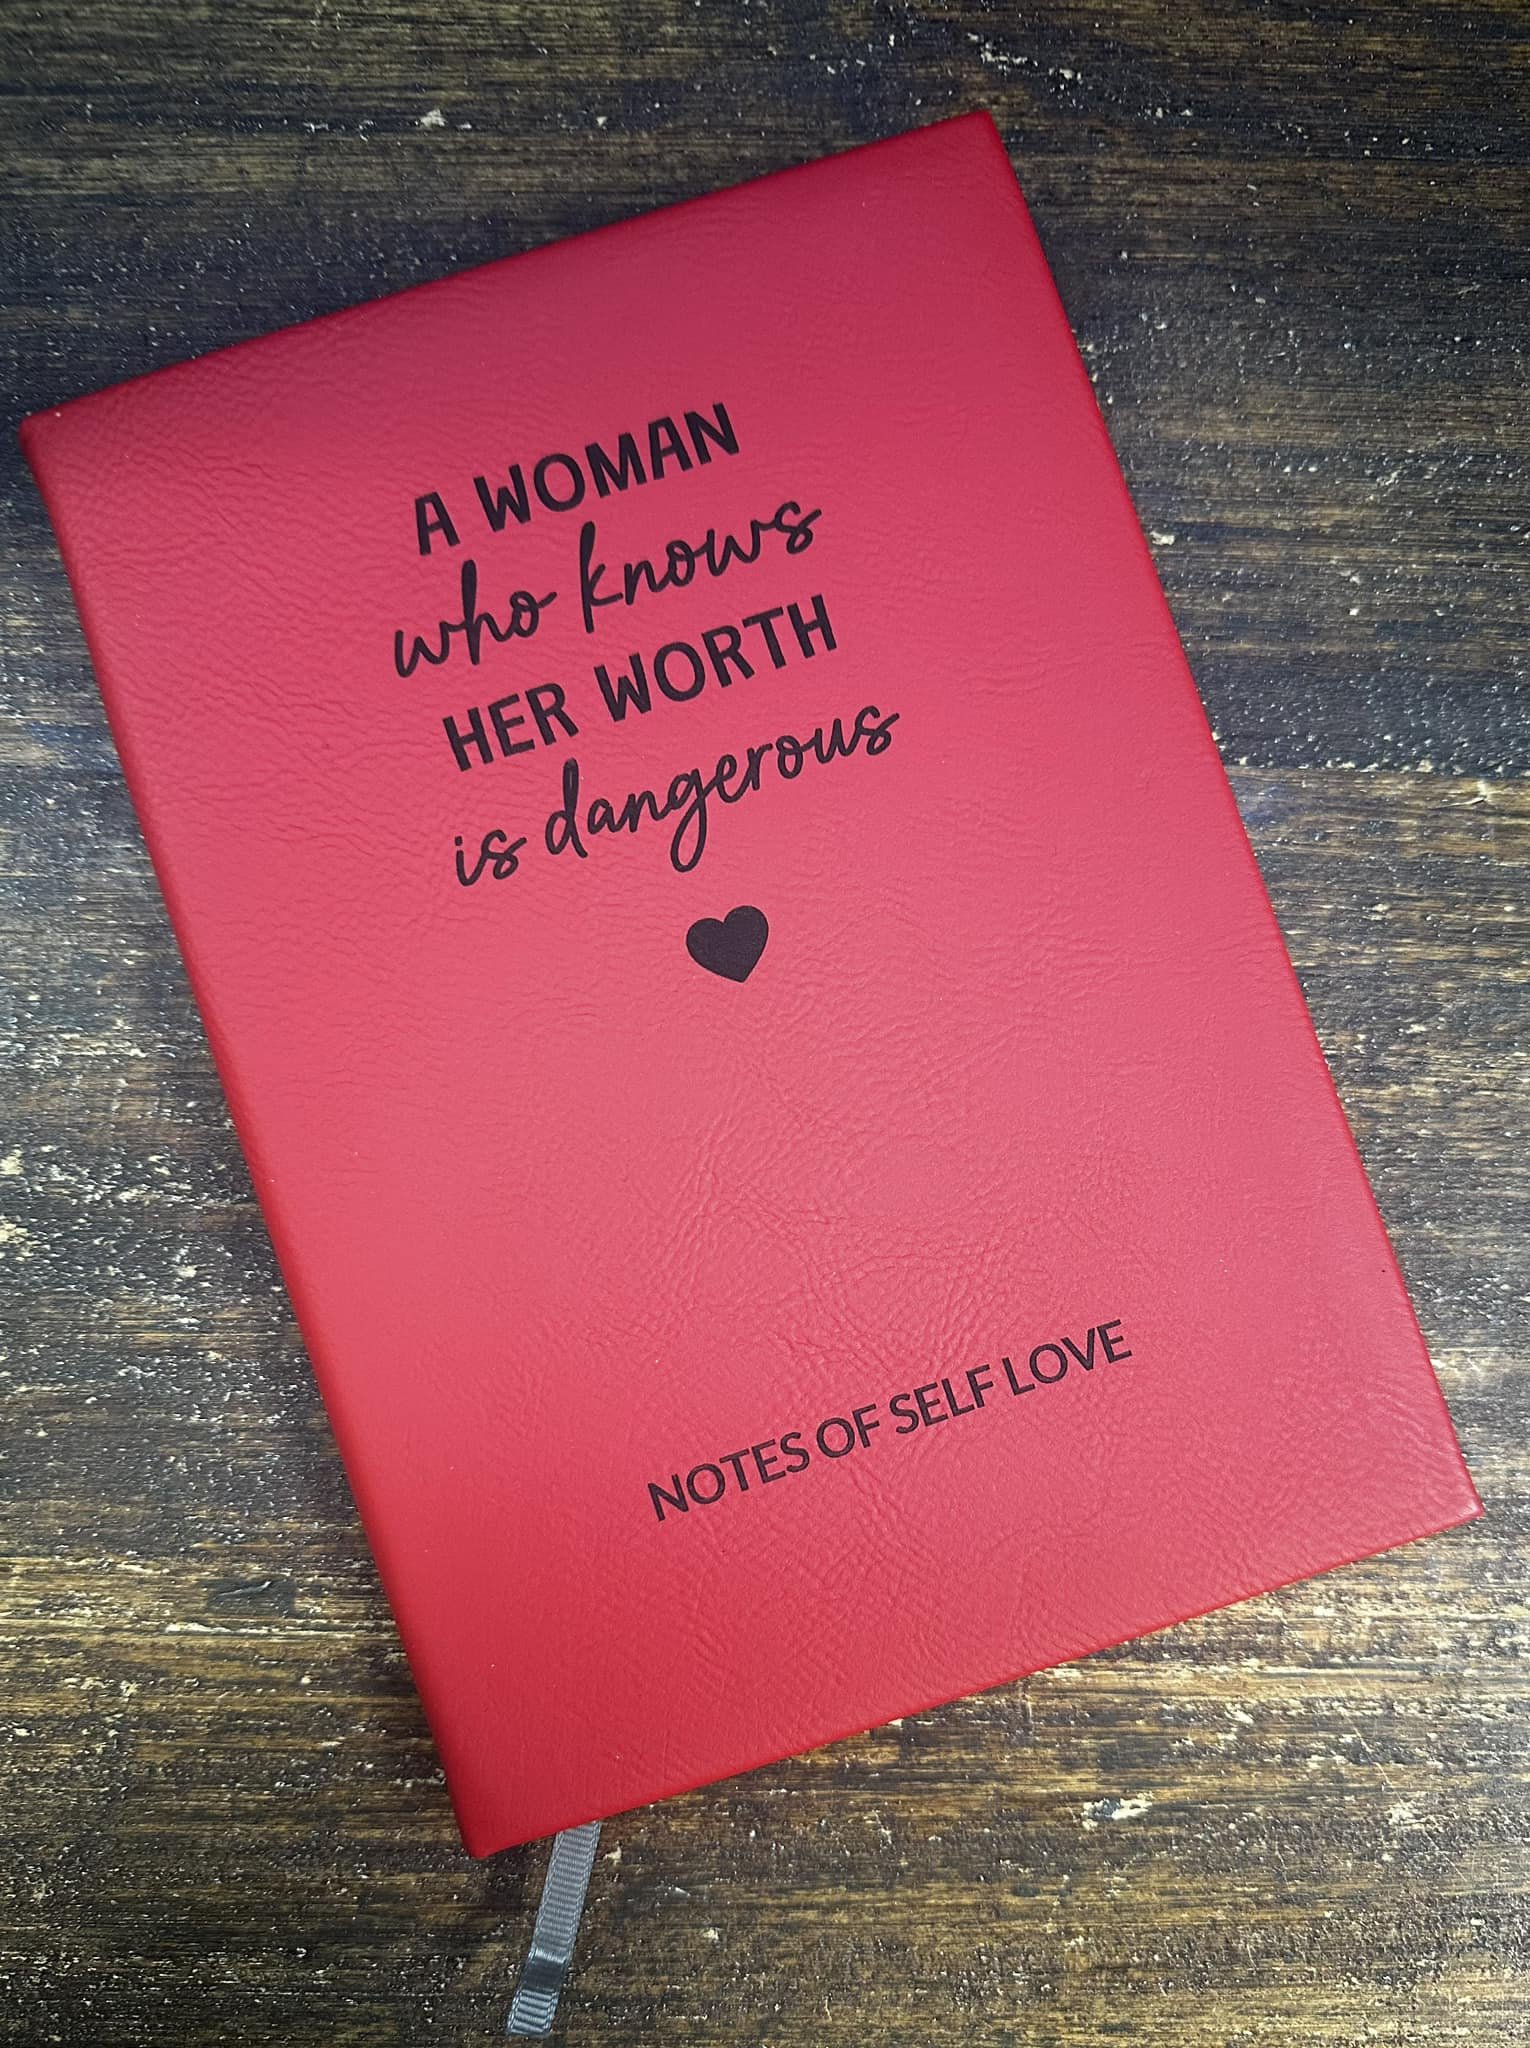 A WOMAN
who knows
HER WORTH
is dangerous
NOTES OF SELF LOVE